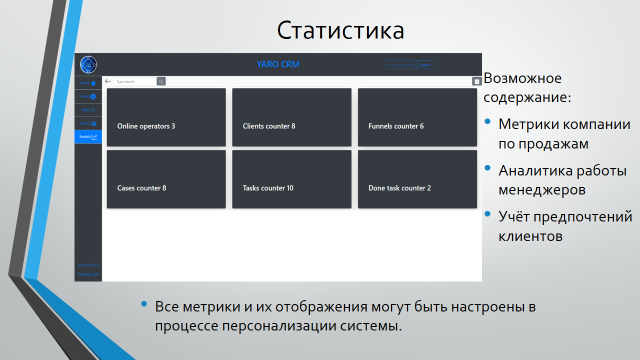 Статистика
YARO CRM
Online operators 3
Clients counter 8
Funnels counter 6
Cases counter 8
Tasks counter 10
Done task counter 2
Возможное
содержание:
Метрики компании
по продажам
Аналитика работы
менеджеров
Учёт предпочтений
клиентов
Все метрики и их отображения могут быть настроены в
процессе персонализации системы.